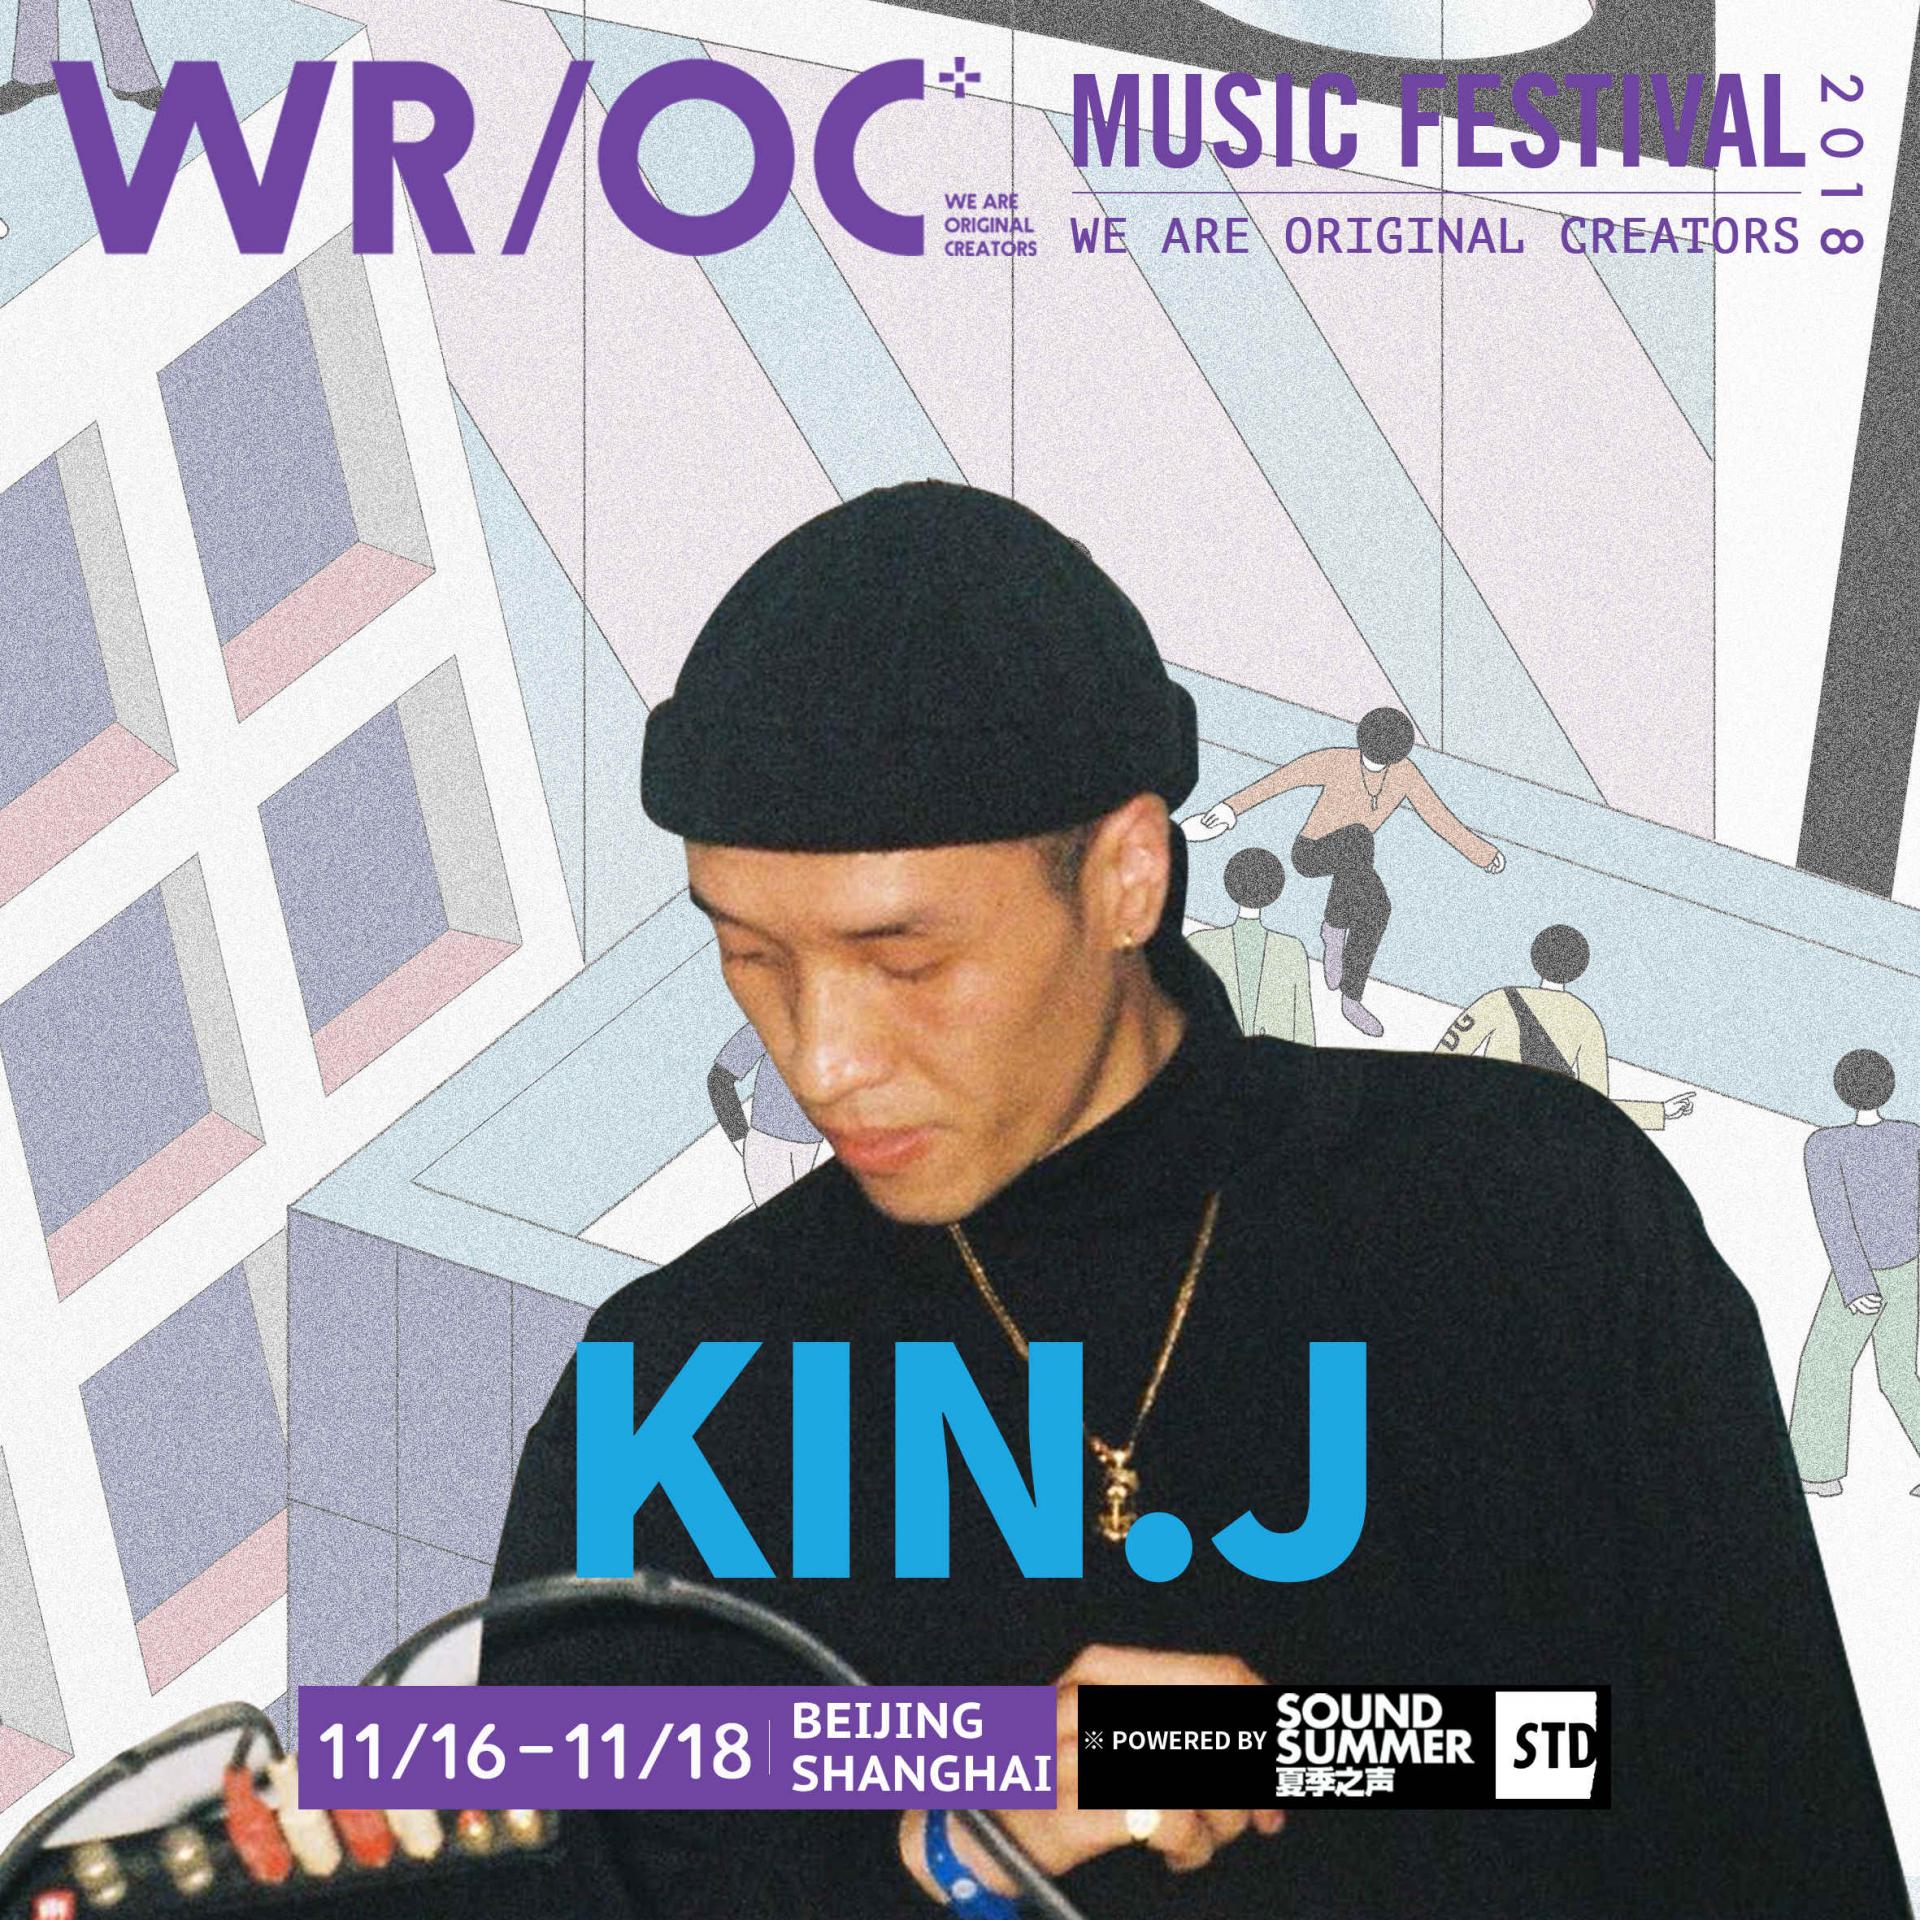 WR/OC
WE ARE
ORIGINAL
CREATORS
MUSIC FESTIVAL
WE ARE ORIGINAL CREATORS
2018
DG
KIN.J
11/16–11/18
BEIJING
SHANGHAI
※ POWERED BY
SOUND
SUMMER
夏季之声
STD